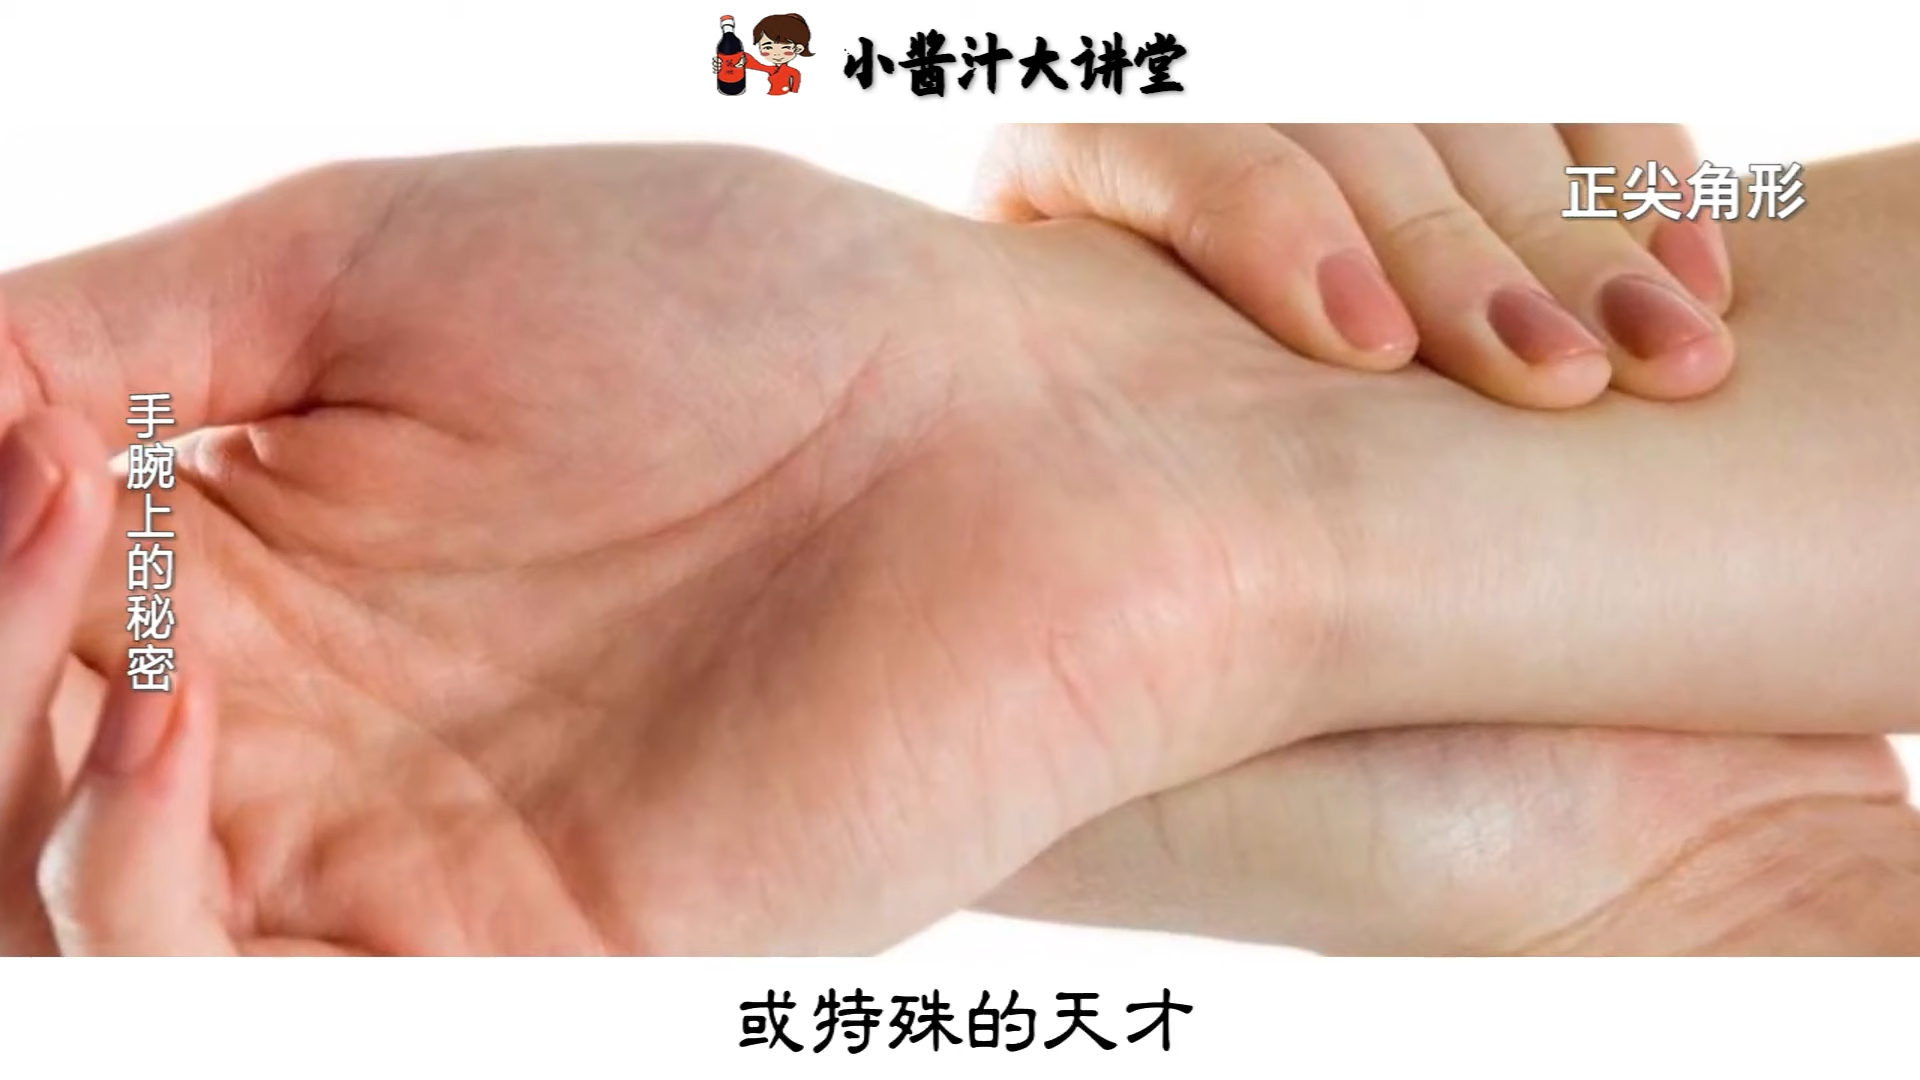 小酱汁大讲堂
正尖角形
手腕上的秘密
或特殊的天才